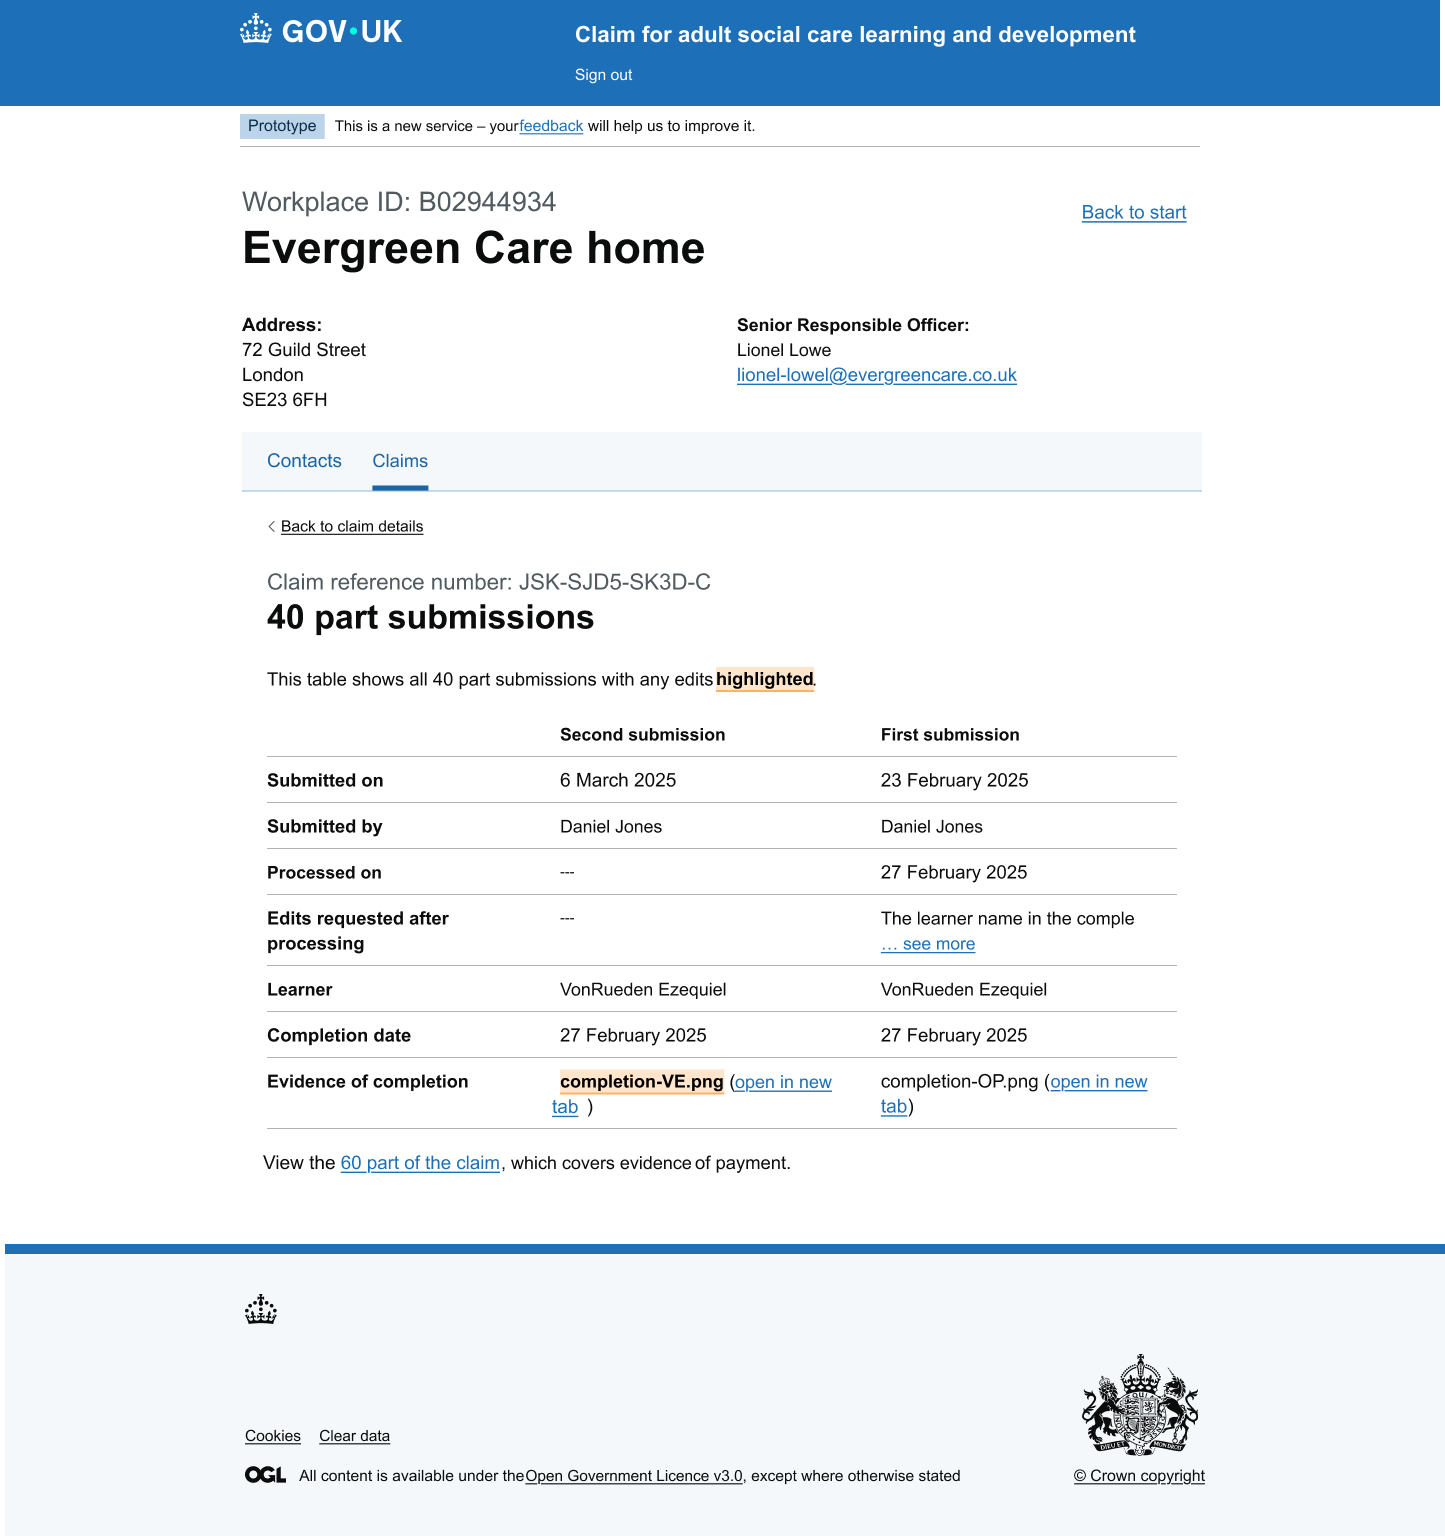 GOV·UK
Claim for adult social care learning and development
Sign out
Prototype This is a new service – your feedback will help us to improve it.
Workplace ID: B02944934
Back to start
Evergreen Care home
Address:
72 Guild Street
London
SE23 6FH
Senior Responsible Officer:
Lionel Lowe
lionel-lowel@evergreencare.co.uk
Contacts Claims
Back to claim details
Claim reference number: JSK-SJD5-SK3D-C
40 part submissions
This table shows all 40 part submissions with any edits highlighted.
Second submission First submission
Submitted on 6 March 2025 23 February 2025
Submitted by Daniel Jones Daniel Jones
Processed on --- 27 February 2025
Edits requested after --- The learner name in the comple
processing … see more
Learner VonRueden Ezequiel VonRueden Ezequiel
Completion date 27 February 2025 27 February 2025
Evidence of completion completion-VE.png (open in new completion-OP.png (open in new
tab ) tab)
View the 60 part of the claim, which covers evidence of payment.
Cookies Clear data
OGL All content is available under the Open Government Licence v3.0, except where otherwise stated
DIEU ET MON DROIT
© Crown copyright